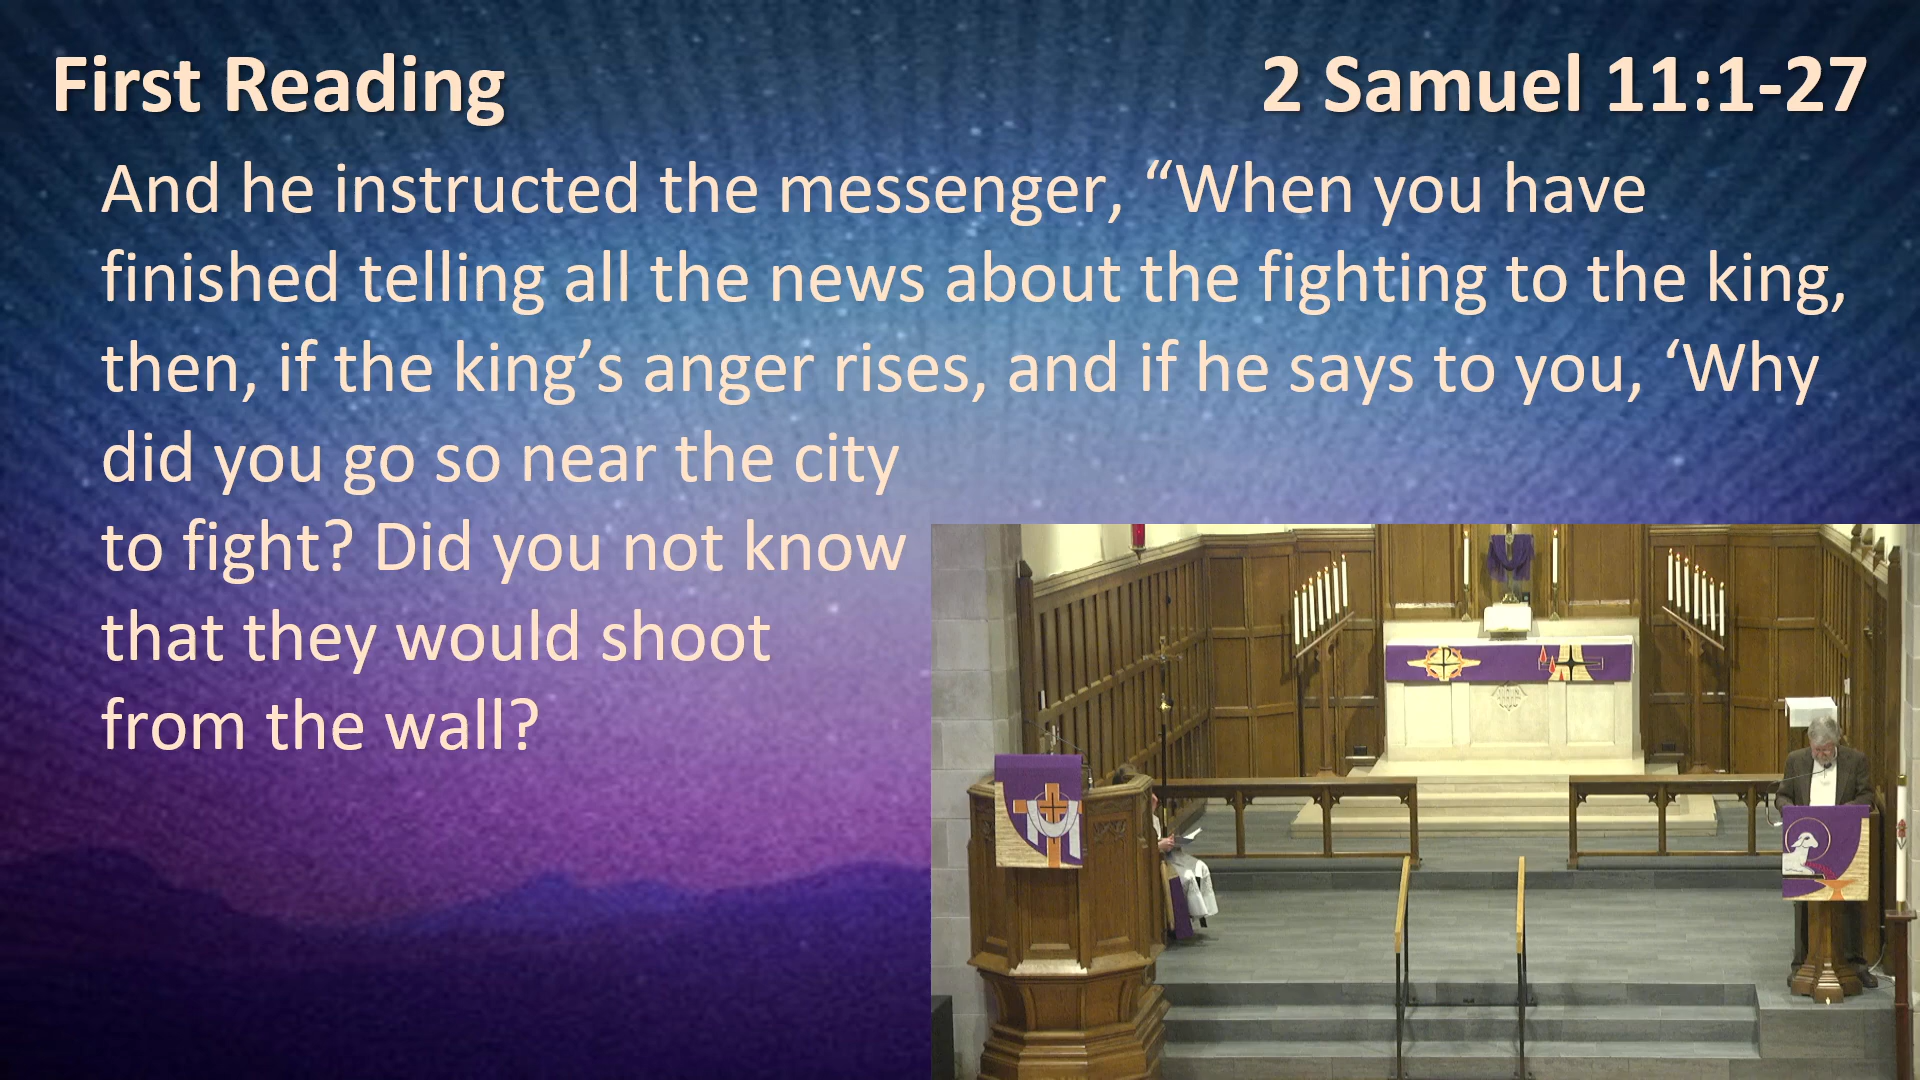 First Reading
2 Samuel 11:1-27
And he instructed the messenger, “When you have
finished telling all the news about the fighting to the king,
then, if the king’s anger rises, and if he says to you, ‘Why
did you go so near the city
to fight? Did you not know
that they would shoot
from the wall?